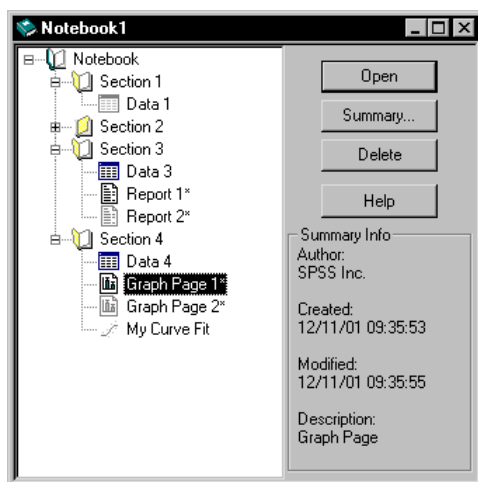 Notebook1
Notebook
Section 1
Data 1
Section 2
Section 3
Data 3
Report 1*
Report 2*
Section 4
Data 4
Graph Page 1*
Graph Page 2*
My Curve Fit
Open
Summary...
Delete
Help
Summary Info
Author:
SPSS Inc.
Created:
12/11/01 09:35:53
Modified:
12/11/01 09:35:55
Description:
Graph Page